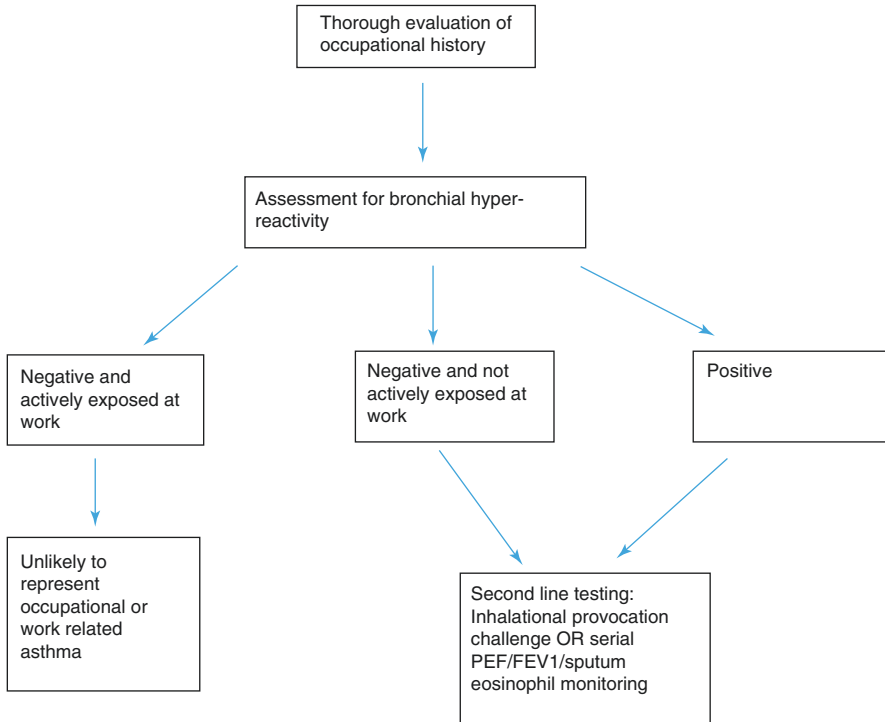 Thorough evaluation of
occupational history
Assessment for bronchial hyper-
reactivity
Negative and
actively exposed at
work
Negative and not
actively exposed at
work
Positive
Unlikely to
represent
occupational or
work related
asthma
Second line testing:
Inhalational provocation
challenge OR serial
PEF/FEV1/sputum
eosinophil monitoring